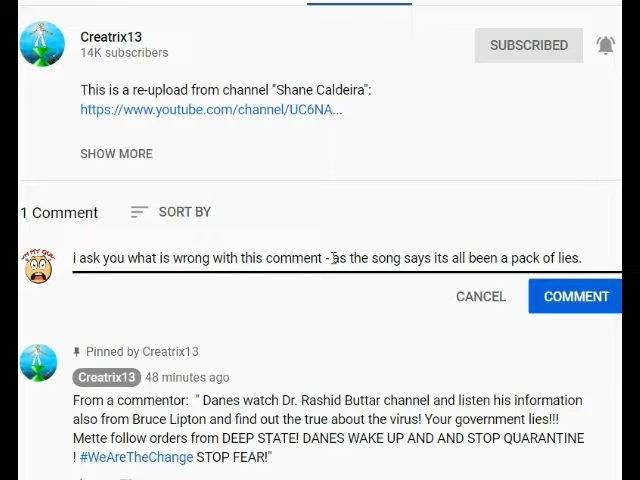 Creatrix13
14K subscribers
SUBSCRIBED
This is a re-upload from channel "Shane Caldeira":
https://www.youtube.com/channel/UC6NA...
SHOW MORE
1 Comment
SORT BY
i ask you what is wrong with this comment - as the song says its all been a pack of lies.
CANCEL
COMMENT
Pinned by Creatrix13
Creatrix13 48 minutes ago
From a commentor: " Danes watch Dr. Rashid Buttar channel and listen his information
also from Bruce Lipton and find out the true about the virus! Your government lies!!!
Mette follow orders from DEEP STATE! DANES WAKE UP AND AND STOP QUARANTINE
! #WeAreTheChange STOP FEAR!"